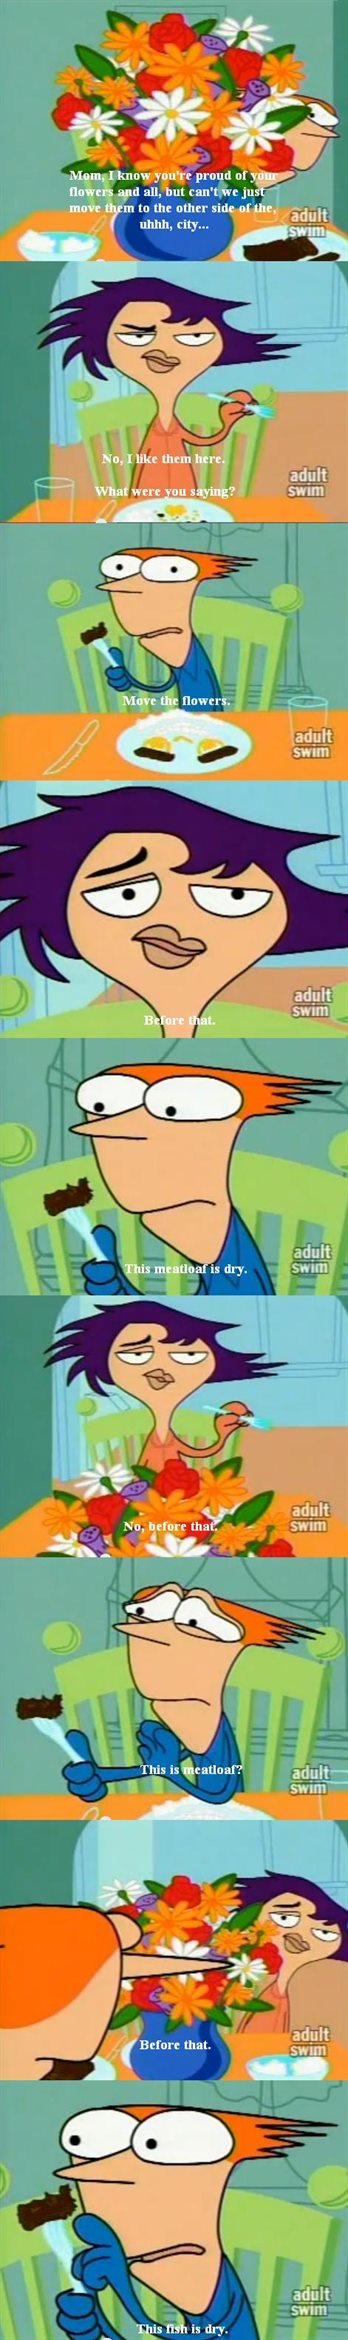 Mom, I know you're proud of your
flowers and all, but can't we just
move them to the other side of the,
uhhh, city...
adult
swim
No, I like them here.
What were you saying?
adult
swim
Move the flowers.
adult
swim
Before that.
adult
swim
This meatloaf is dry.
adult
swim
No, before that.
adult
swim
This is meatloaf?
adult
swim
Before that.
adult
swim
This fish is dry.
adult
swim